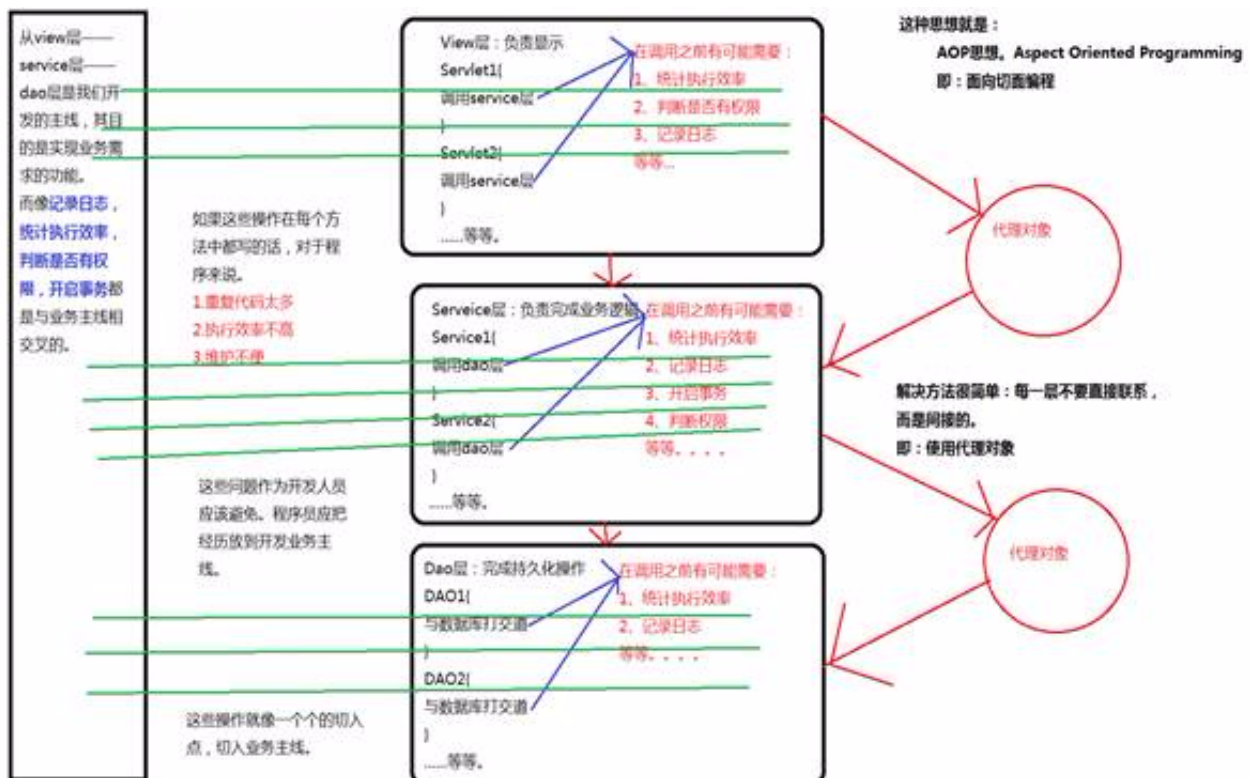 从view层——
service层——
dao层是我们开
发的主线，其目
的是实现业务需
求的功能。
而像记录日志，
统计执行效率，
判断是否有权
限，开启事务都
是与业务主线相
交叉的。
如果这些操作在每个方
法中都写的话，对于程
序来说。
1.重复代码太多
2.执行效率不高
3.维护不便
这些问题作为开发人员
应该避免。程序员应把
经历放到开发业务主
线。
这些操作就像一个个的切入
点，切入业务主线。
View层：负责显示
Servlet1{
调用service层
}
Servlet2{
调用service层
}
......等等。
在调用之前有可能需要：
1、统计执行效率
2、判断是否有权限
3、记录日志
等等...
Serveice层：负责完成业务逻辑
Service1{
调用dao层
}
Service2{
调用dao层
}
......等等。
在调用之前有可能需要：
1、统计执行效率
2、记录日志
3、开启事务
4、判断权限
等等。。。。
Dao层：完成持久化操作
DAO1{
与数据库打交道
}
DAO2{
与数据库打交道
}
......等等。
在调用之前有可能需要：
1、统计执行效率
2、记录日志
等等。。。。
这种思想就是：
AOP思想。Aspect Oriented Programming
即：面向切面编程
代理对象
解决方法很简单：每一层不要直接联系，
而是间接的。
即：使用代理对象
代理对象